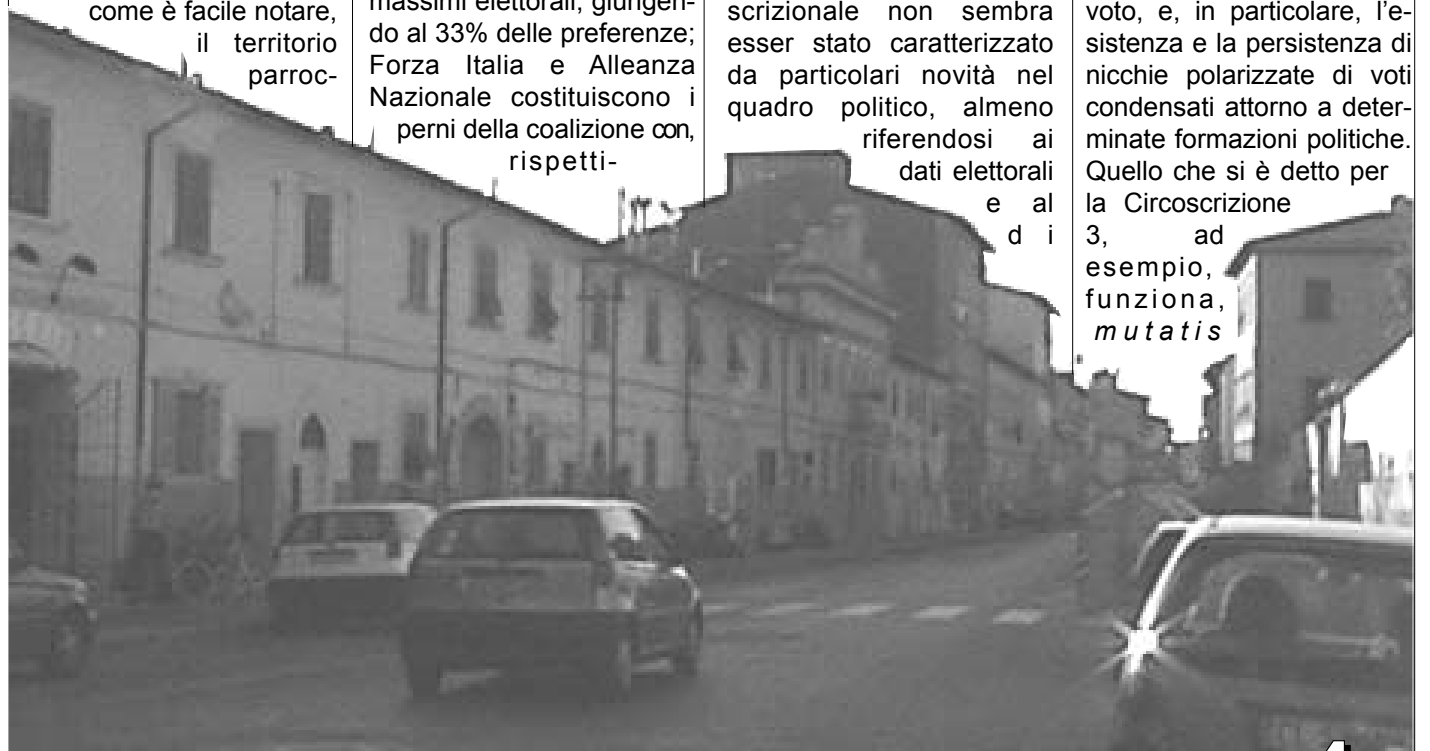 come è facile notare,
il territorio
parroc-
massimi elettorali, giungen-
do al 33% delle preferenze;
Forza Italia e Alleanza
Nazionale costituiscono i
perni della coalizione con,
rispetti-
scrizionale non sembra
esser stato caratterizzato
da particolari novità nel
quadro politico, almeno
riferendosi ai
dati elettorali
e al
di
voto, e, in particolare, l'e-
sistenza e la persistenza di
nicchie polarizzate di voti
condensati attorno a deter-
minate formazioni politiche.
Quello che si è detto per
la Circoscrizione
3, ad
esempio,
funziona,
mutatis